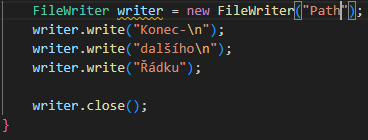 FileWriter writer = new FileWriter("Path");
writer.write("Konec-\n");
writer.write("dalšího\n");
writer.write("Řádku");
writer.close();
}